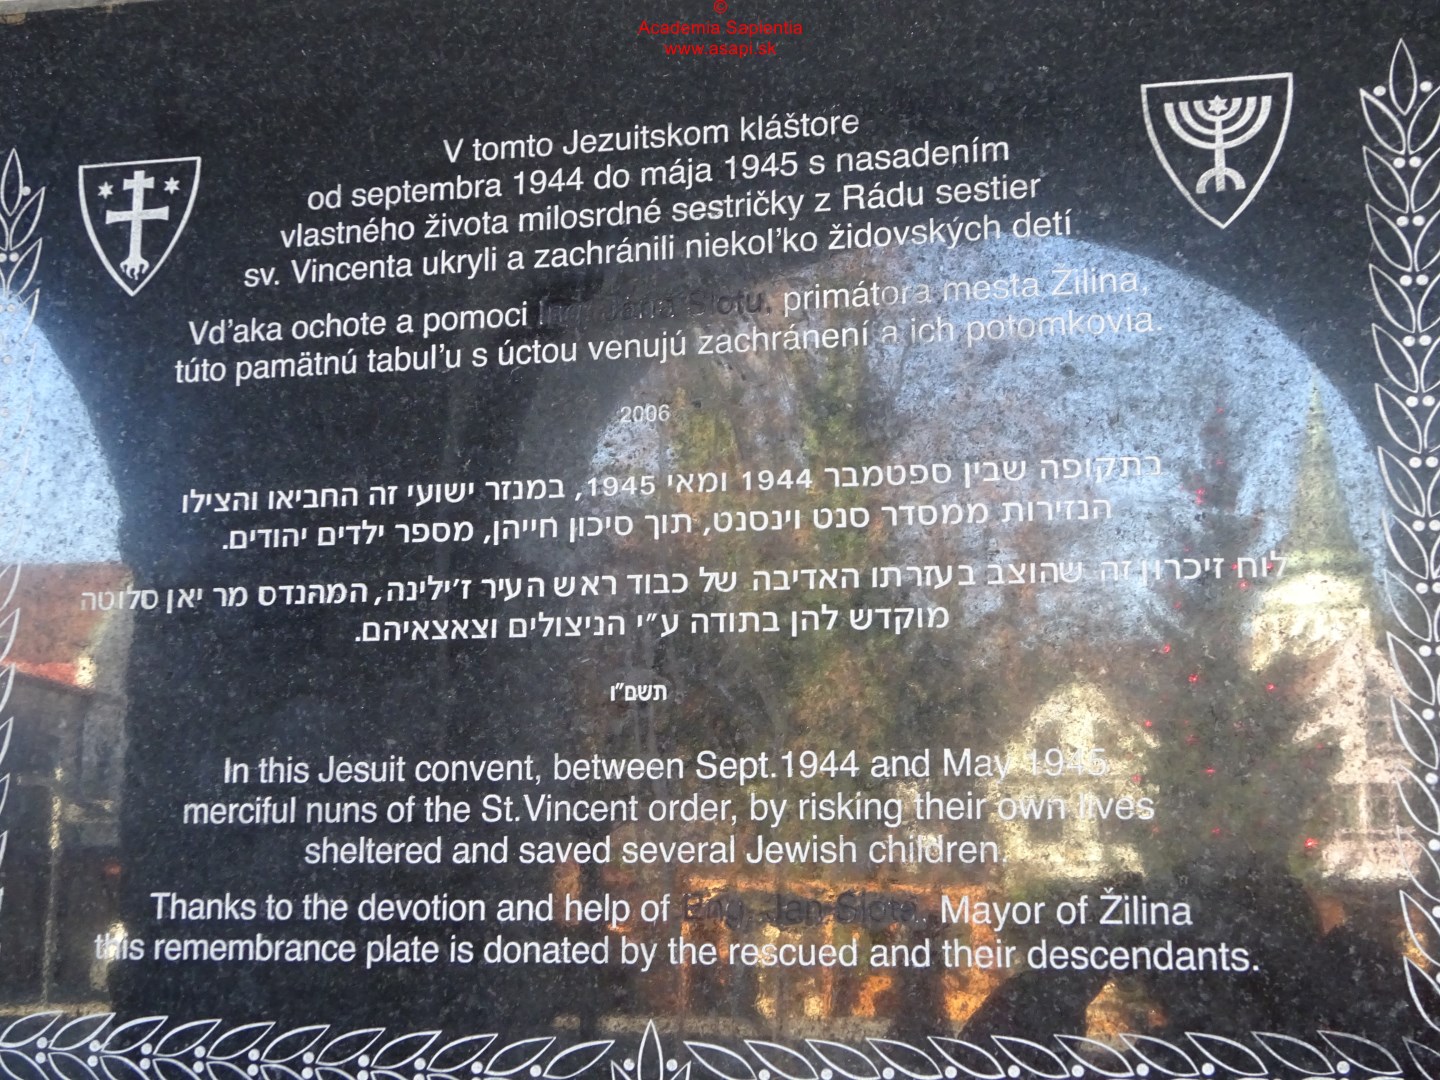 ©
Academia Sapientia
www.asapi.sk
V tomto Jezuitskom kláštore
od septembra 1944 do mája 1945 s nasadením
vlastného života milosrdné sestričky z Rádu sestier
sv. Vincenta ukryli a zachránili niekoľko židovských detí
Vďaka ochote a pomoci Ing. Jána Slotu. primátora mesta Žilina,
túto pamätnú tabuľu s úctou venujú zachránení a ich potomkovia.
2006
בתקופה שבין ספטמבר 1944 ומאי 1945, במנזר ישועי זה החביאו והצילו
הנזירות ממסדר סנט וינסנט, תוך סיכון חייהן, מספר ילדים יהודים.
לוח זיכרון זה שהוצב בעזרתו האדיבה של כבוד ראש העיר ז׳ילינה, המהנדס מר יאן סלוטה
מוקדש להן בתודה ע״י הניצולים וצאצאיהם.
תשס״ו
In this Jesuit convent, between Sept.1944 and May 1945
merciful nuns of the St.Vincent order, by risking their own lives
sheltered and saved several Jewish children.
Thanks to the devotion and help of Eng. Jan Slota. Mayor of Žilina
this remembrance plate is donated by the rescued and their descendants.